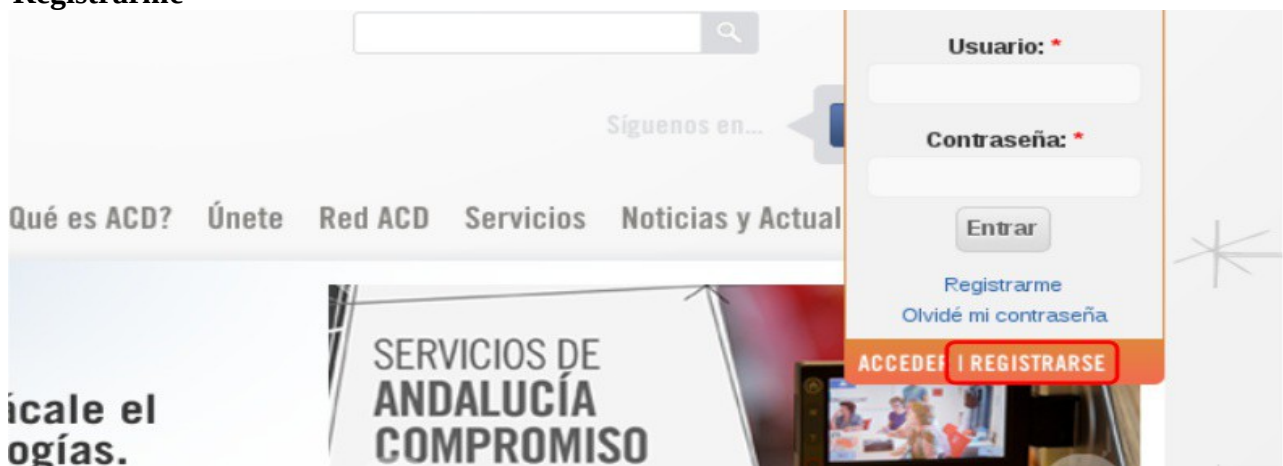 Registrarme
Usuario: *
Síguenos en...
Contraseña: *
Qué es ACD? Únete Red ACD Servicios Noticias y Actual
Entrar
Registrarme
Olvidé mi contraseña
ACCEDER | REGISTRARSE
SERVICIOS DE
ANDALUCÍA
COMPROMISO
ácale el
ogías.